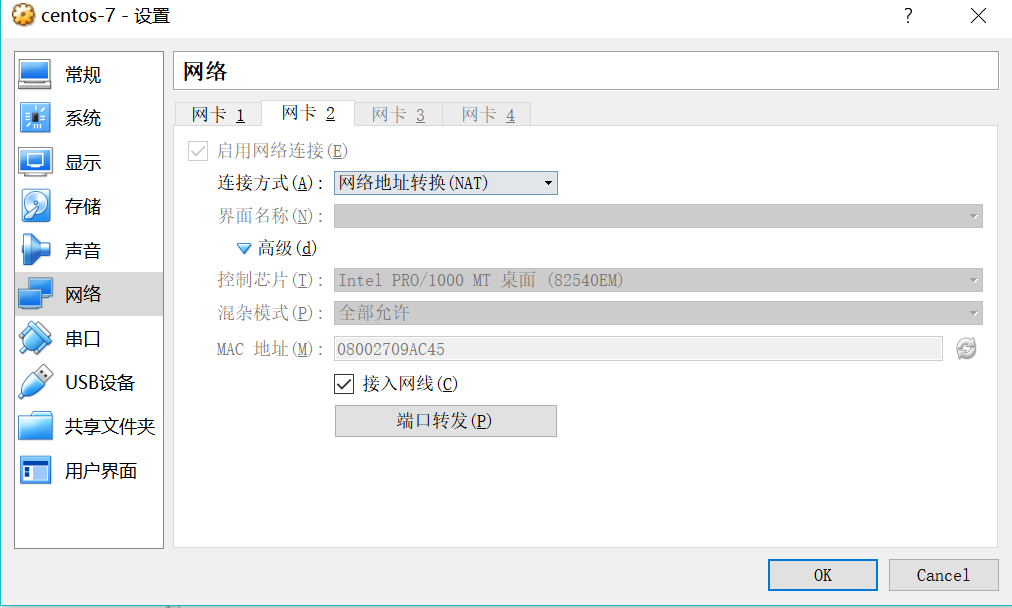 centos-7 - 设置
?
常规
系统
显示
存储
声音
网络
串口
USB设备
共享文件夹
用户界面
网络
网卡 1 网卡 2 网卡 3 网卡 4
启用网络连接(E)
连接方式(A): 网络地址转换(NAT)
界面名称(N):
高级(d)
控制芯片(T): Intel PRO/1000 MT 桌面 (82540EM)
混杂模式(P): 全部允许
MAC 地址(M): 08002709AC45
接入网线(C)
端口转发(P)
OK Cancel